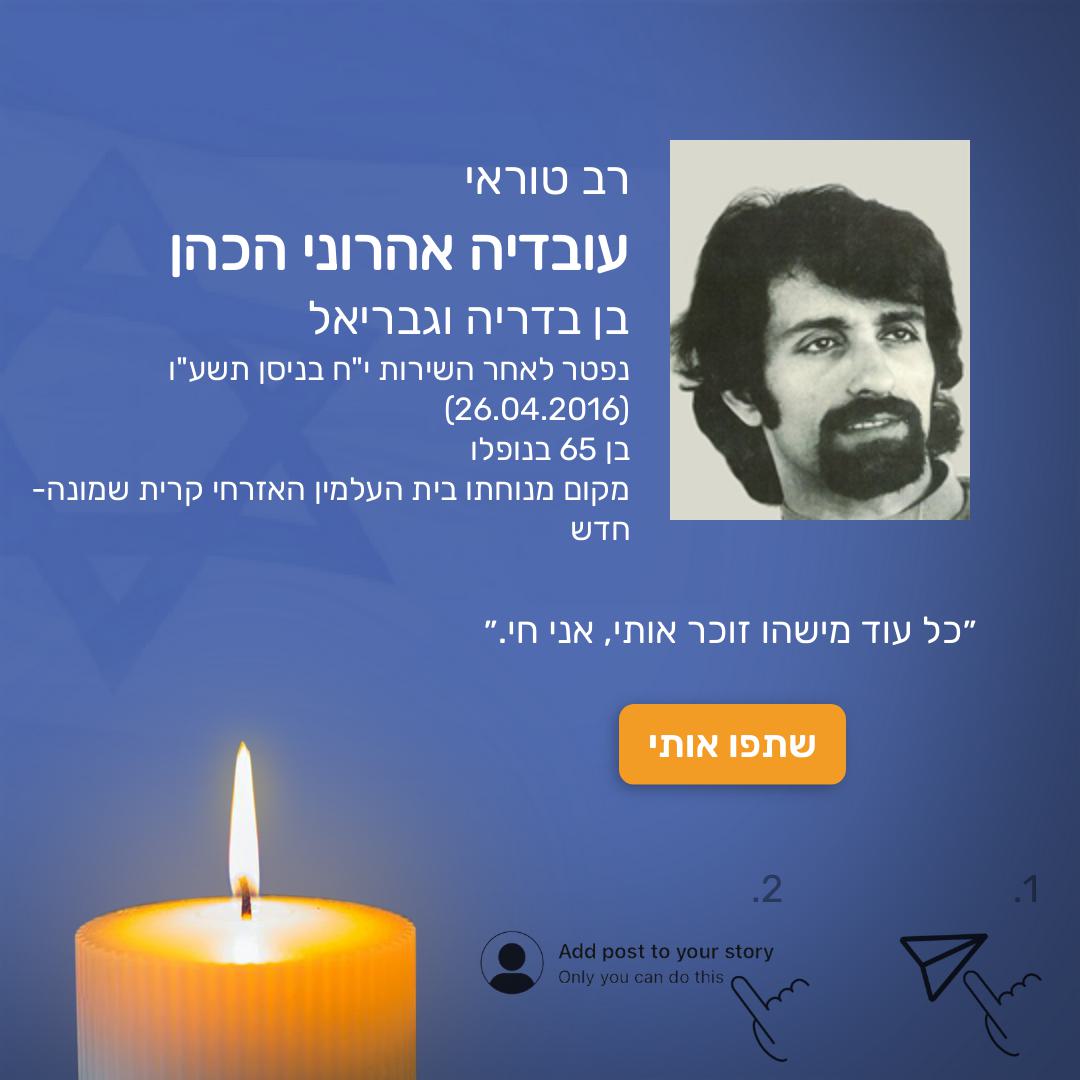 רב טוראי
עובדיה אהרוני הכהן
בן בדריה וגבריאל
נפטר לאחר השירות י"ח בניסן תשע"ו
(26.04.2016)
בן 65 בנופלו
מקום מנוחתו בית העלמין האזרחי קרית שמונה-
חדש
״כל עוד מישהו זוכר אותי, אני חי.״
שתפו אותי
1.
2.
Add post to your story
Only you can do this